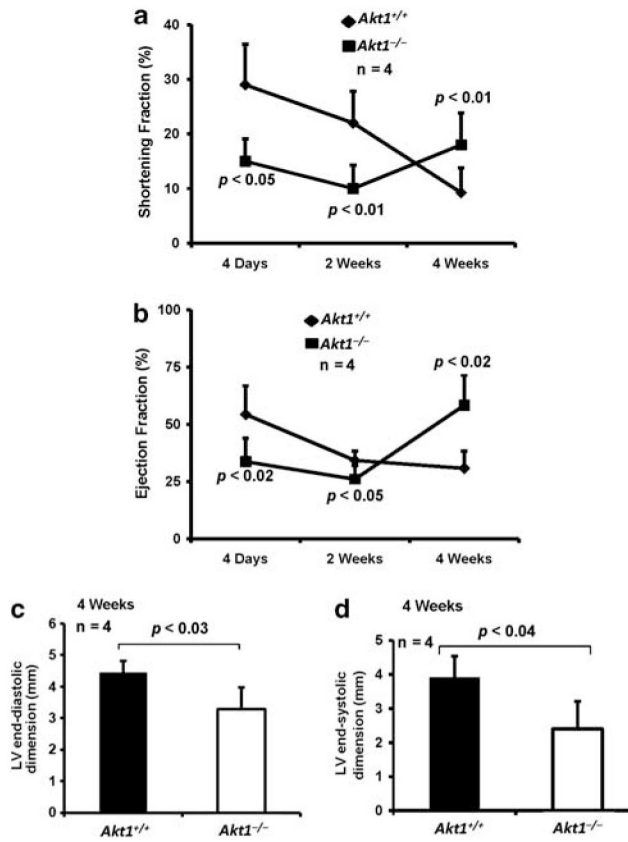 a
Akt1+/+
Akt1−/−
n = 4
Shortening Fraction (%)
40
30
20
10
0
p < 0.05
p < 0.01
p < 0.01
4 Days
2 Weeks
4 Weeks
b
Akt1+/+
Akt1−/−
n = 4
Ejection Fraction (%)
100
75
50
25
0
p < 0.02
p < 0.05
p < 0.02
4 Days
2 Weeks
4 Weeks
c
4 Weeks
n = 4
p < 0.03
LV end-diastolic
dimension (mm)
6
5
4
3
2
1
0
Akt1+/+
Akt1−/−
d
4 Weeks
n = 4
p < 0.04
LV end-systolic
dimension (mm)
5
4
3
2
1
0
Akt1+/+
Akt1−/−